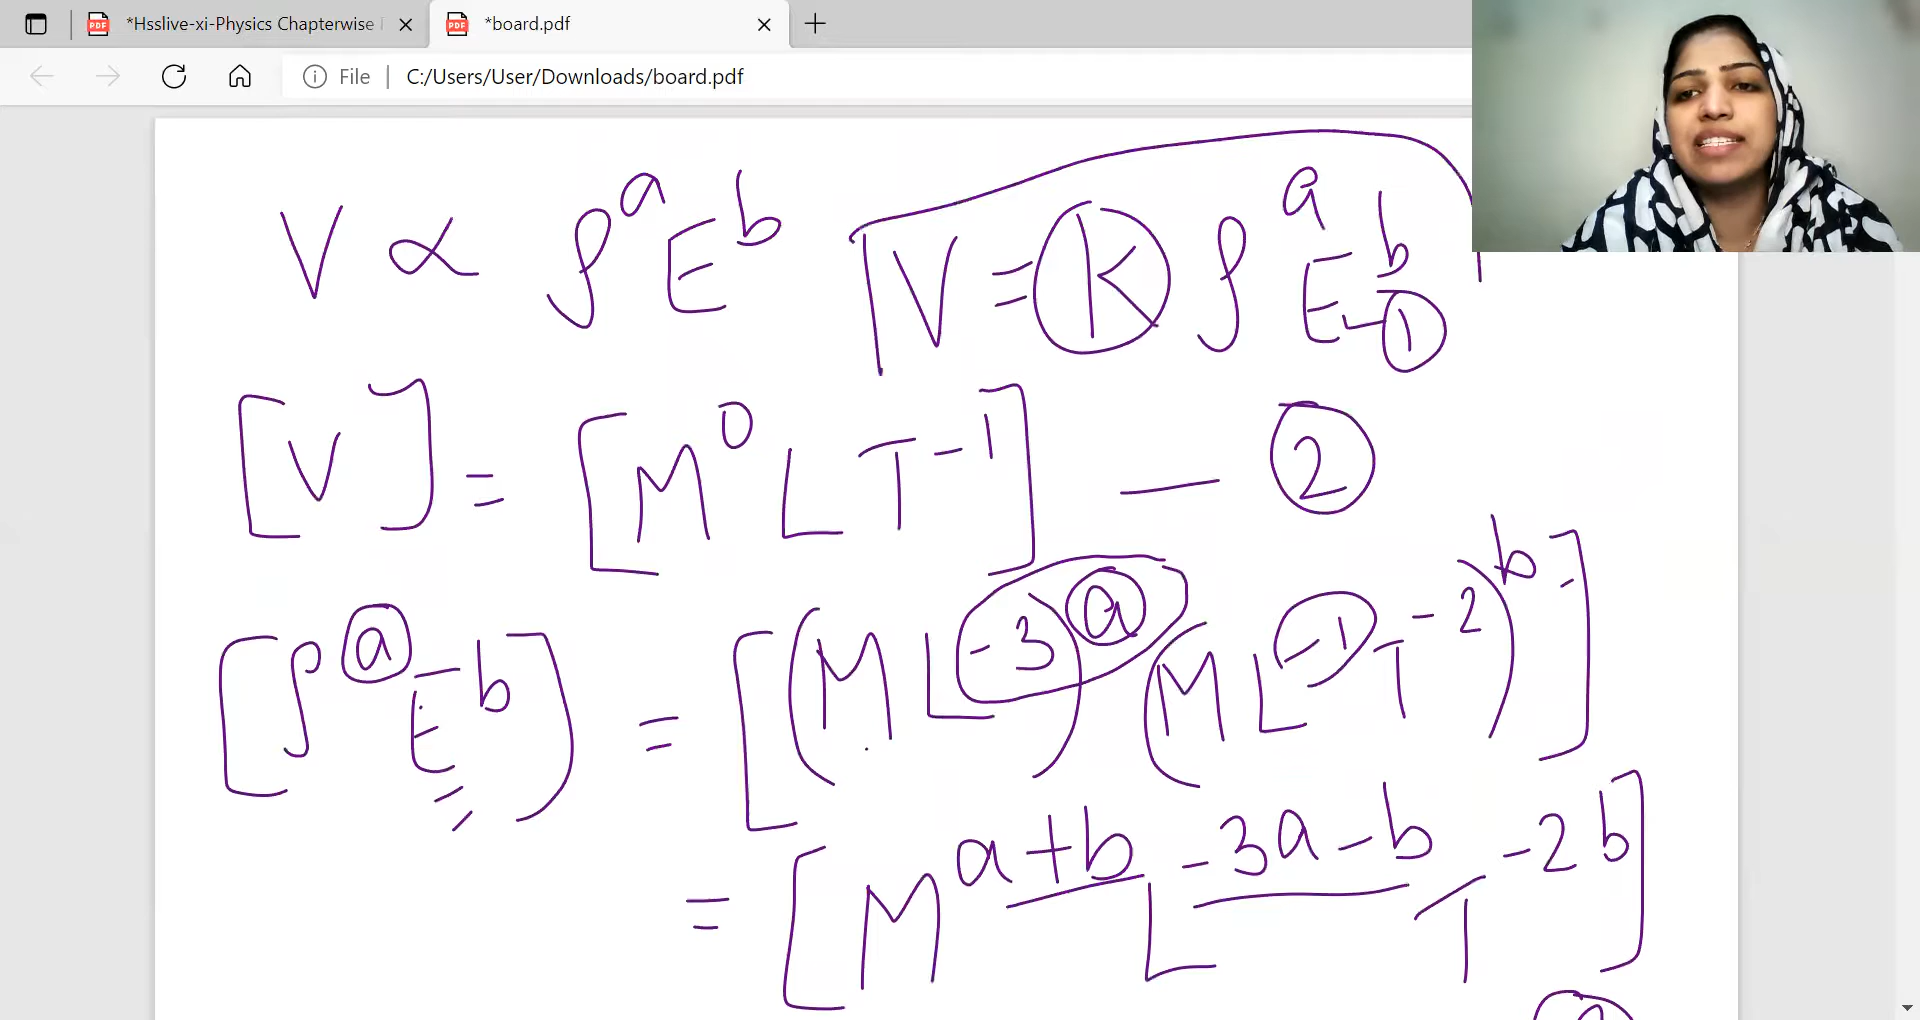 *Hsslive-xi-Physics Chapterwise
*board.pdf
File
C:/Users/User/Downloads/board.pdf
V ∝ ρ^a E^b
V = K ρ^a E^b — ①
[V] = [M^0 L T^-1] — ②
[ρ^a E^b] = [(M L^-3)^a (M L^-1 T^-2)^b]
= [M^a+b L^-3a-b T^-2b]